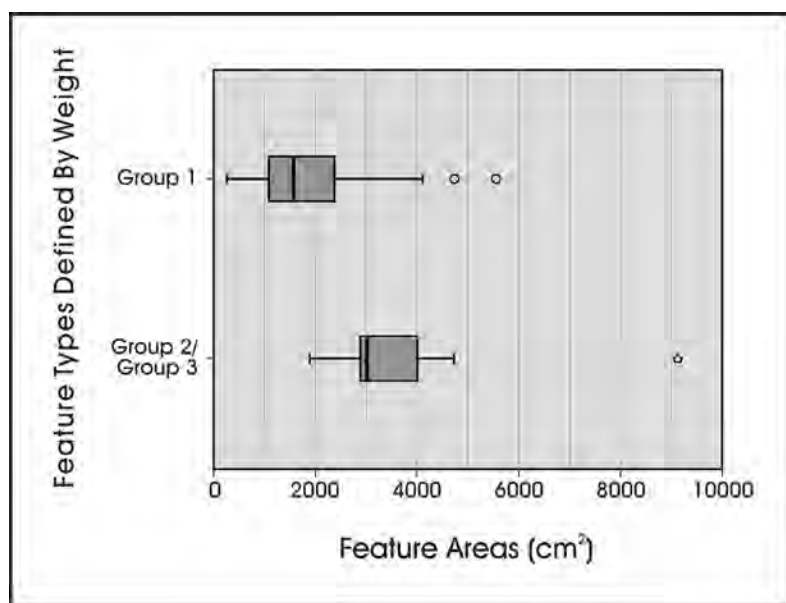 Feature Types Defined By Weight
Group 1
Group 2/
Group 3
0 2000 4000 6000 8000 10000
Feature Areas (cm²)